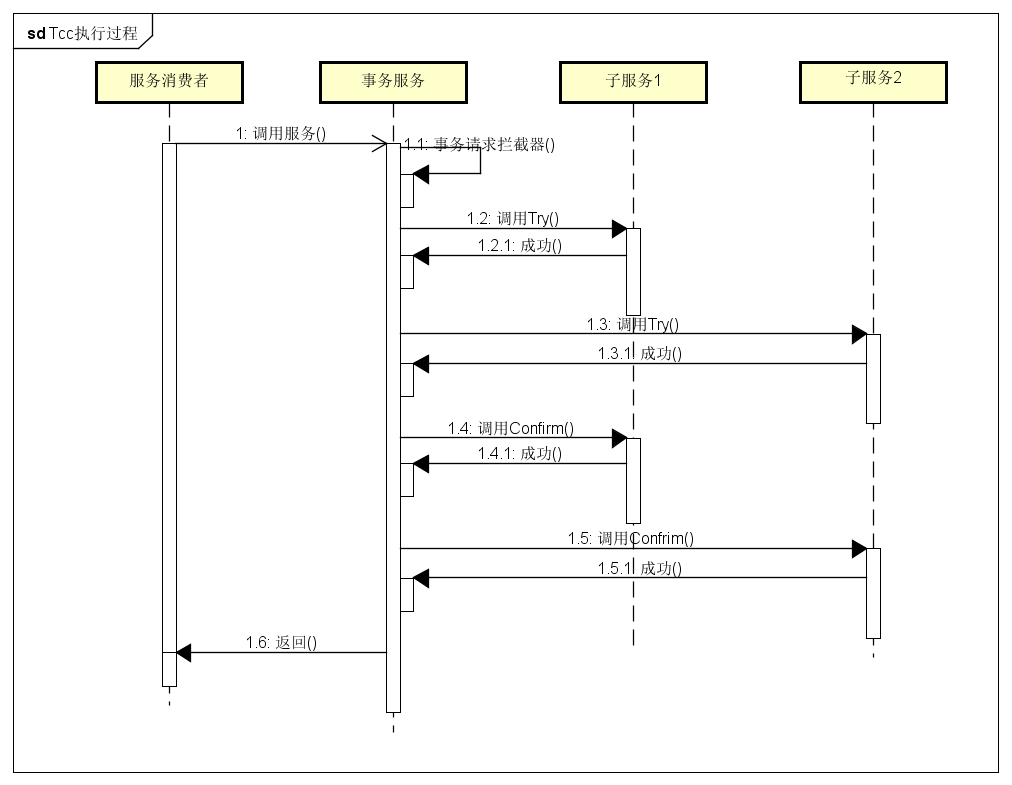 sd Tcc执行过程
服务消费者
事务服务
子服务1
子服务2
1: 调用服务()
1.1: 事务请求拦截器()
1.2: 调用Try()
1.2.1: 成功()
1.3: 调用Try()
1.3.1: 成功()
1.4: 调用Confirm()
1.4.1: 成功()
1.5: 调用Confrim()
1.5.1: 成功()
1.6: 返回()